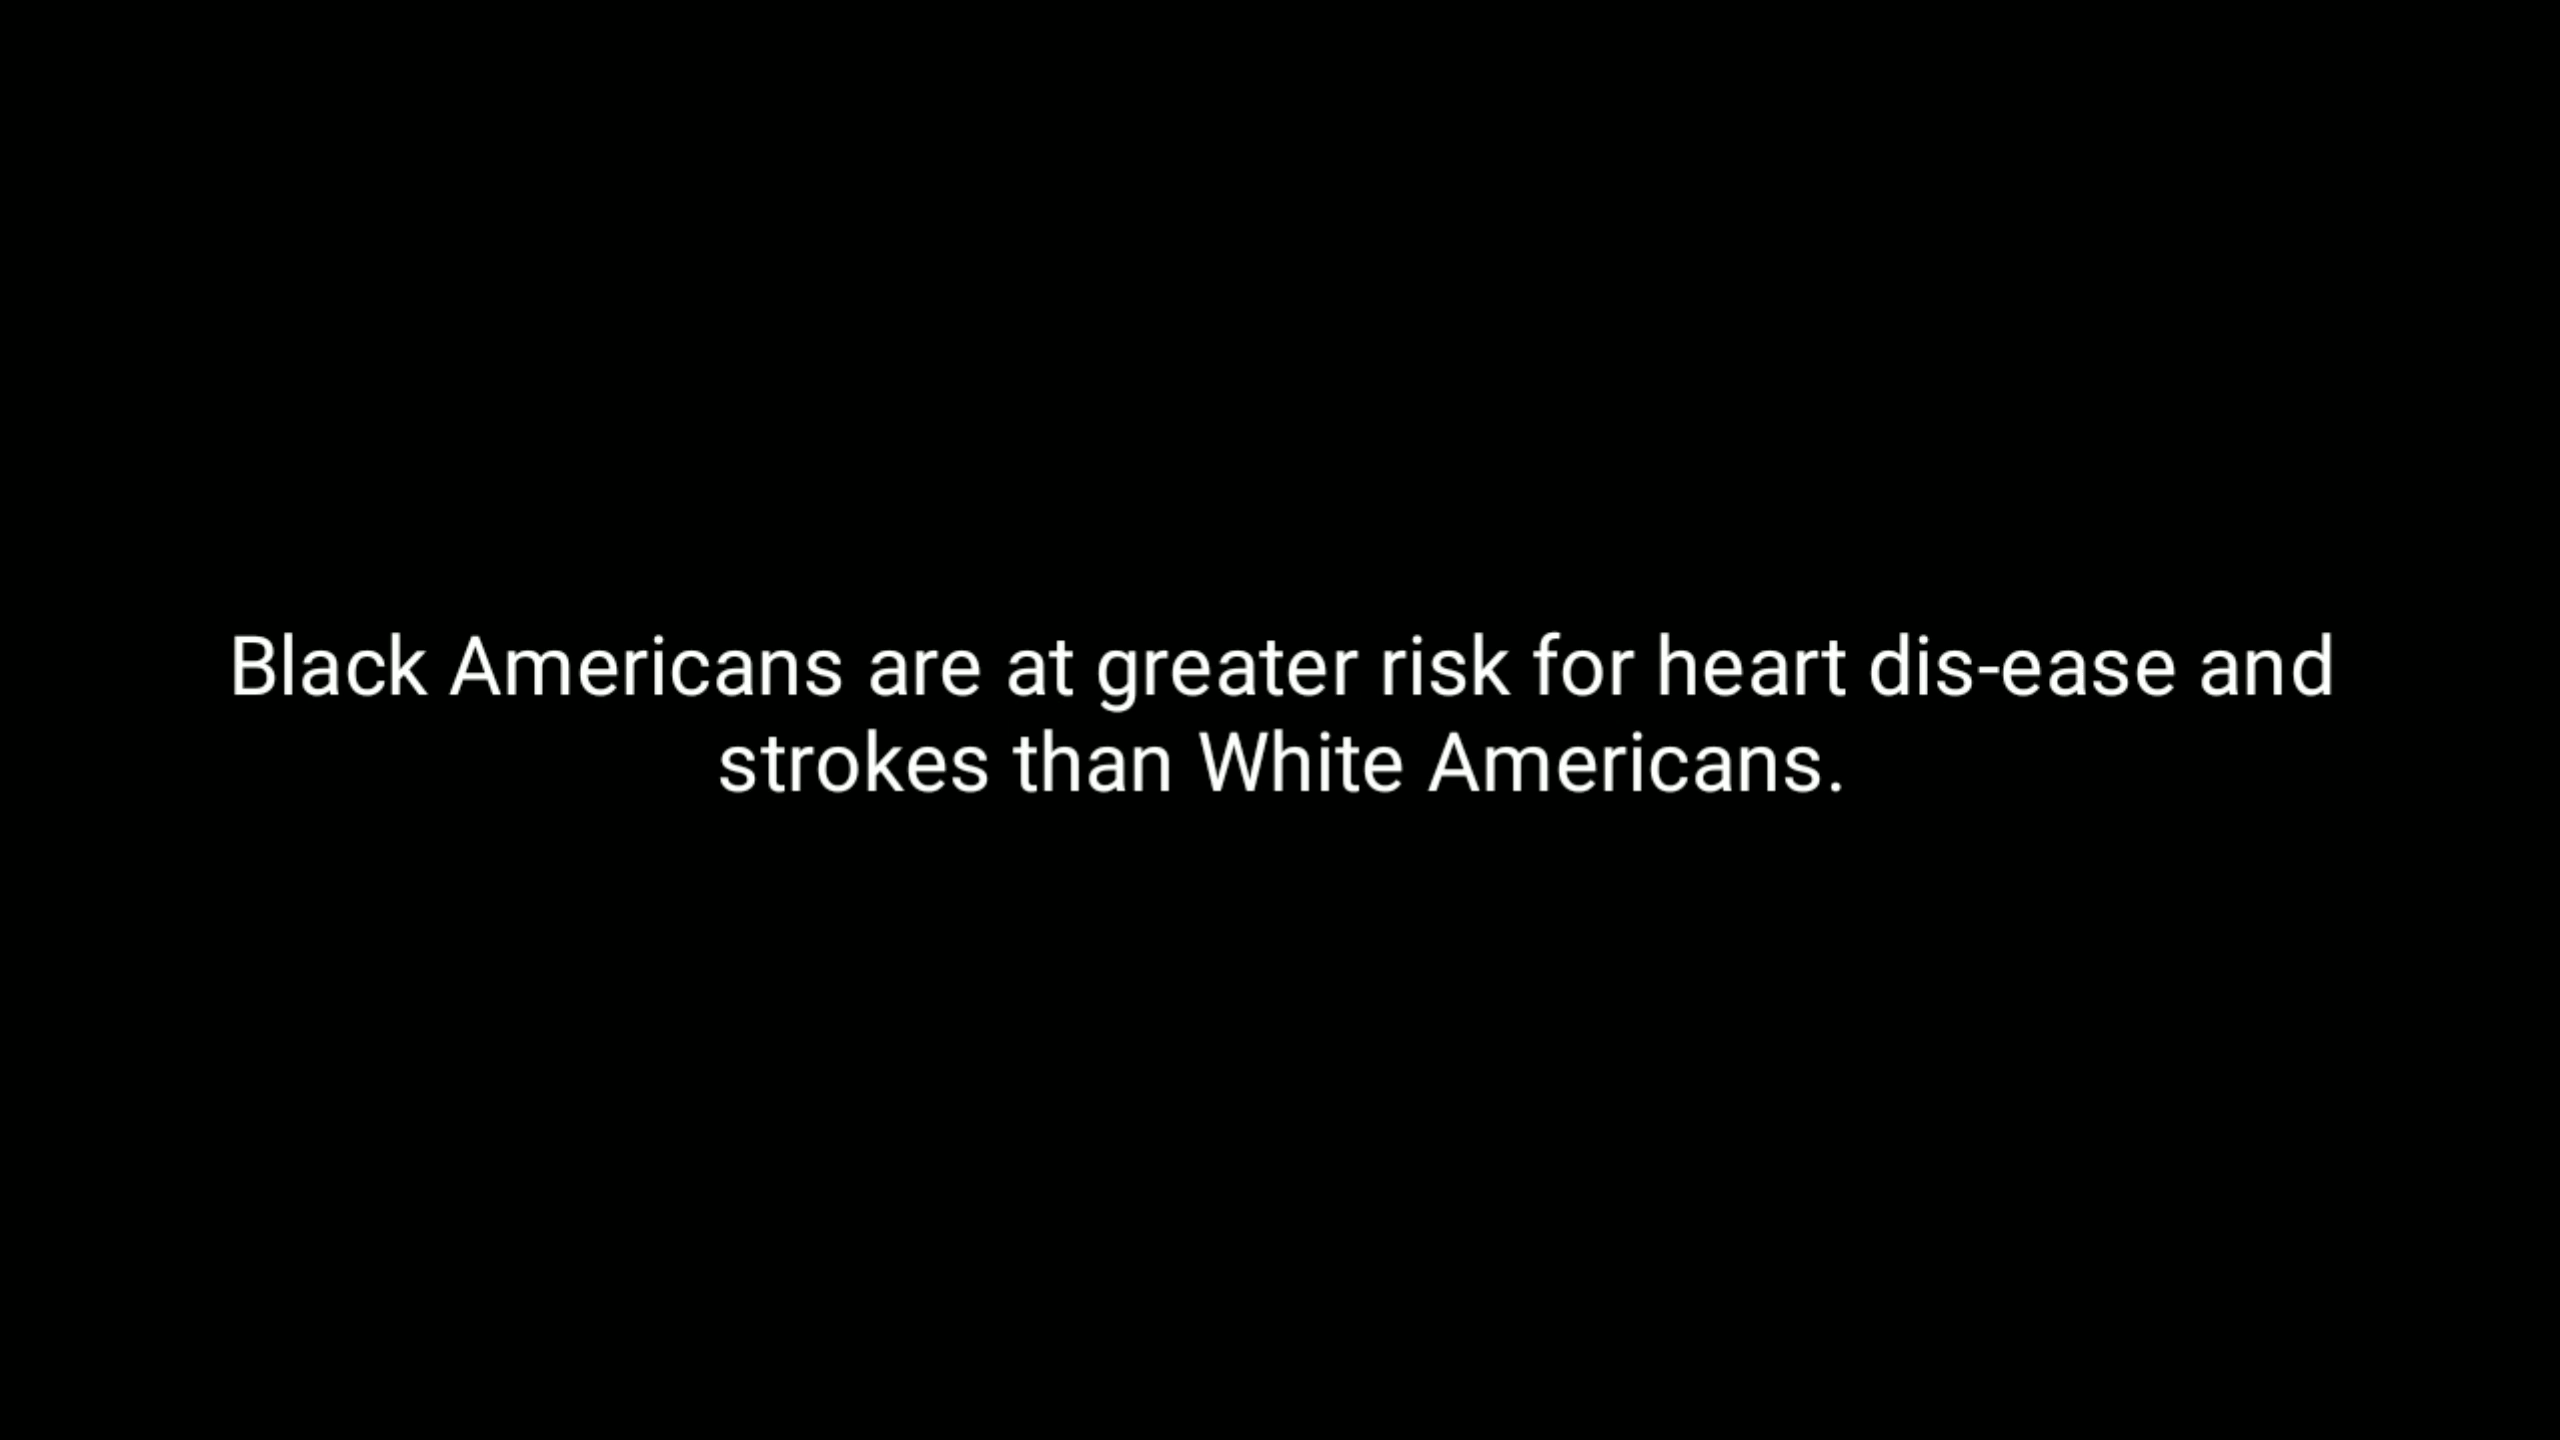 Black Americans are at greater risk for heart dis-ease and
strokes than White Americans.